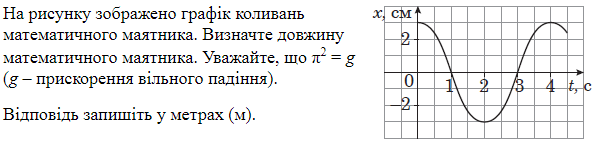 На рисунку зображено графік коливань
математичного маятника. Визначте довжину
математичного маятника. Уважайте, що π² = g
(g – прискорення вільного падіння).
Відповідь запишіть у метрах (м).
x, см
2
0
1
2
3
4
t, с
−2